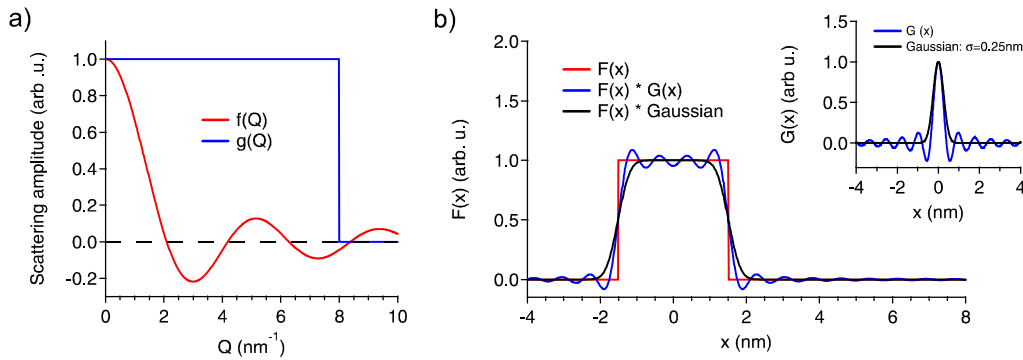 a)
Scattering amplitude (arb .u.)
1.0
0.8
0.6
0.4
0.2
0.0
-0.2
f(Q)
g(Q)
0 2 4 6 8 10
Q (nm⁻¹)
b)
F(x) (arb. u.)
2.0
1.5
1.0
0.5
0.0
F(x)
F(x) * G(x)
F(x) * Gaussian
-4 -2 0 2 4 6 8
x (nm)
G(x) (arb u.)
1.5
1.0
0.5
0.0
G (x)
Gaussian: σ=0.25nm
-4 -2 0 2 4
x (nm)